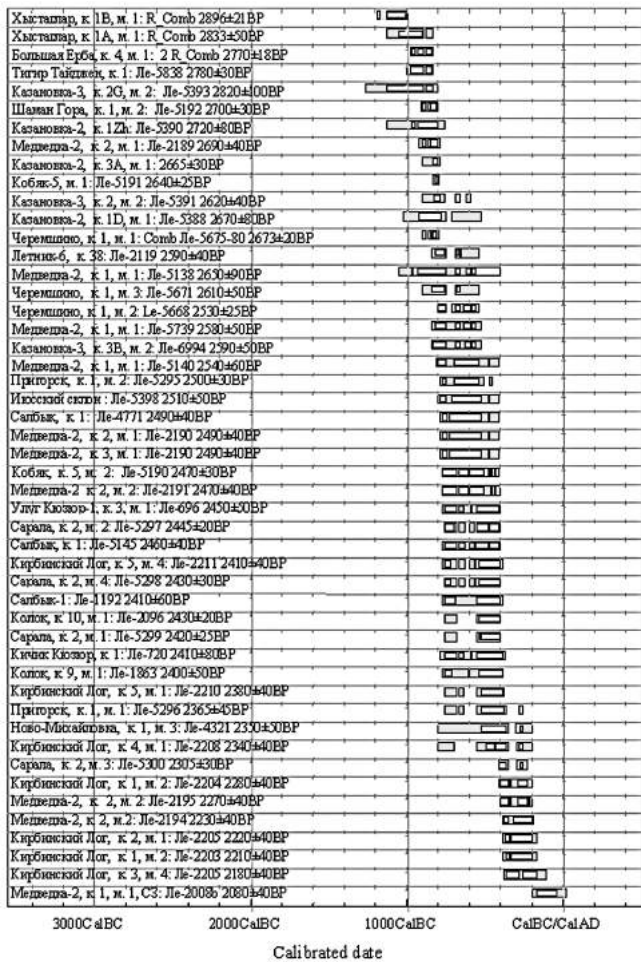 Хыстаглар, к. 1В, м. 1: R_Comb 2896±21BP
Хыстаглар, к. 1А, м. 1: R_Comb 2833±50BP
Большая Ерба, к. 4, м. 1: 2 R_Comb 2770±18BP
Тигир Тайджен, к. 1: Ле-5838 2780±30BP
Казановка-3, к. 2G, м. 2: Ле-5393 2820±100BP
Шаман Гора, к. 1, м. 2: Ле-5192 2700±30BP
Казановка-2, к. 1Zh: Ле-5390 2720±80BP
Медведка-2, к. 2, м. 1: Ле-2189 2690±40BP
Казановка-2, к. 3А, м. 1: 2665±30BP
Кобяк-5, м. 1: Ле-5191 2640±25BP
Казановка-3, к. 2, м. 2: Ле-5391 2620±40BP
Казановка-2, к. 1D, м. 1: Ле-5388 2670±80BP
Черемшино, к. 1, м. 1: Comb Ле-5675-80 2673±20BP
Летник-6, к. 38: Ле-2119 2590±40BP
Медведка-2, к. 1, м. 1: Ле-5138 2650±90BP
Черемшино, к. 1, м. 3: Ле-5671 2610±50BP
Черемшино, к. 1, м. 2: Le-5668 2530±25BP
Медведка-2, к. 1, м. 1: Ле-5739 2580±50BP
Казановка-3, к. 3В, м. 2: Ле-6994 2590±50BP
Медведка-2, к. 1, м. 1: Ле-5140 2540±60BP
Пригорск, к. 1, м. 2: Ле-5295 2500±30BP
Июсский склон : Ле-5398 2510±50BP
Салбык, к. 1: Ле-4771 2490±40BP
Медведка-2, к. 2, м. 1: Ле-2190 2490±40BP
Медведка-2, к. 3, м. 1: Ле-2190 2490±40BP
Кобяк, к. 5, м. 2: Ле-5190 2470±30BP
Медведка-2 к. 2, м. 2: Ле-2191 2470±40BP
Улуг Кюзюр-1, к. 3, м. 1: Ле-696 2450±50BP
Сарала, к. 2, м. 2: Ле-5297 2445±20BP
Салбык, к. 1: Ле-5145 2460±40BP
Кирбинский Лог, к. 5, м. 4: Ле-2211 2410±40BP
Сарала, к. 2, м. 4: Ле-5298 2430±30BP
Салбык-1: Ле-1192 2410±60BP
Колок, к 10, м. 1: Ле-2096 2430±20BP
Сарала, к. 2, м. 1: Ле-5299 2420±25BP
Кичик Кюзюр, к. 1: Ле-720 2410±80BP
Колок, к 9, м. 1: Ле-1863 2400±50BP
Кирбинский Лог, к. 5, м. 1: Ле-2210 2380±40BP
Пригорск, к. 1, м. 1: Ле-5296 2365±45BP
Ново-Михайловка, к. 1, м. 3: Ле-4321 2350±50BP
Кирбинский Лог, к. 4, м. 1: Ле-2208 2340±40BP
Сарала, к. 2, м. 3: Ле-5300 2305±30BP
Кирбинский Лог, к. 1, м. 2: Ле-2204 2280±40BP
Медведка-2, к. 2, м. 2: Ле-2195 2270±40BP
Медведка-2, к. 2, м.2: Ле-2194 2230±40BP
Кирбинский Лог, к. 2, м. 1: Ле-2205 2220±40BP
Кирбинский Лог, к. 1, м. 2: Ле-2203 2210±40BP
Кирбинский Лог, к. 3, м. 4: Ле-2205 2180±40BP
Медведка-2, к. 1, м. 1, С3: Ле-2008b 2080±40BP
3000CalBC 2000CalBC 1000CalBC CalBC/CalAD
Calibrated date